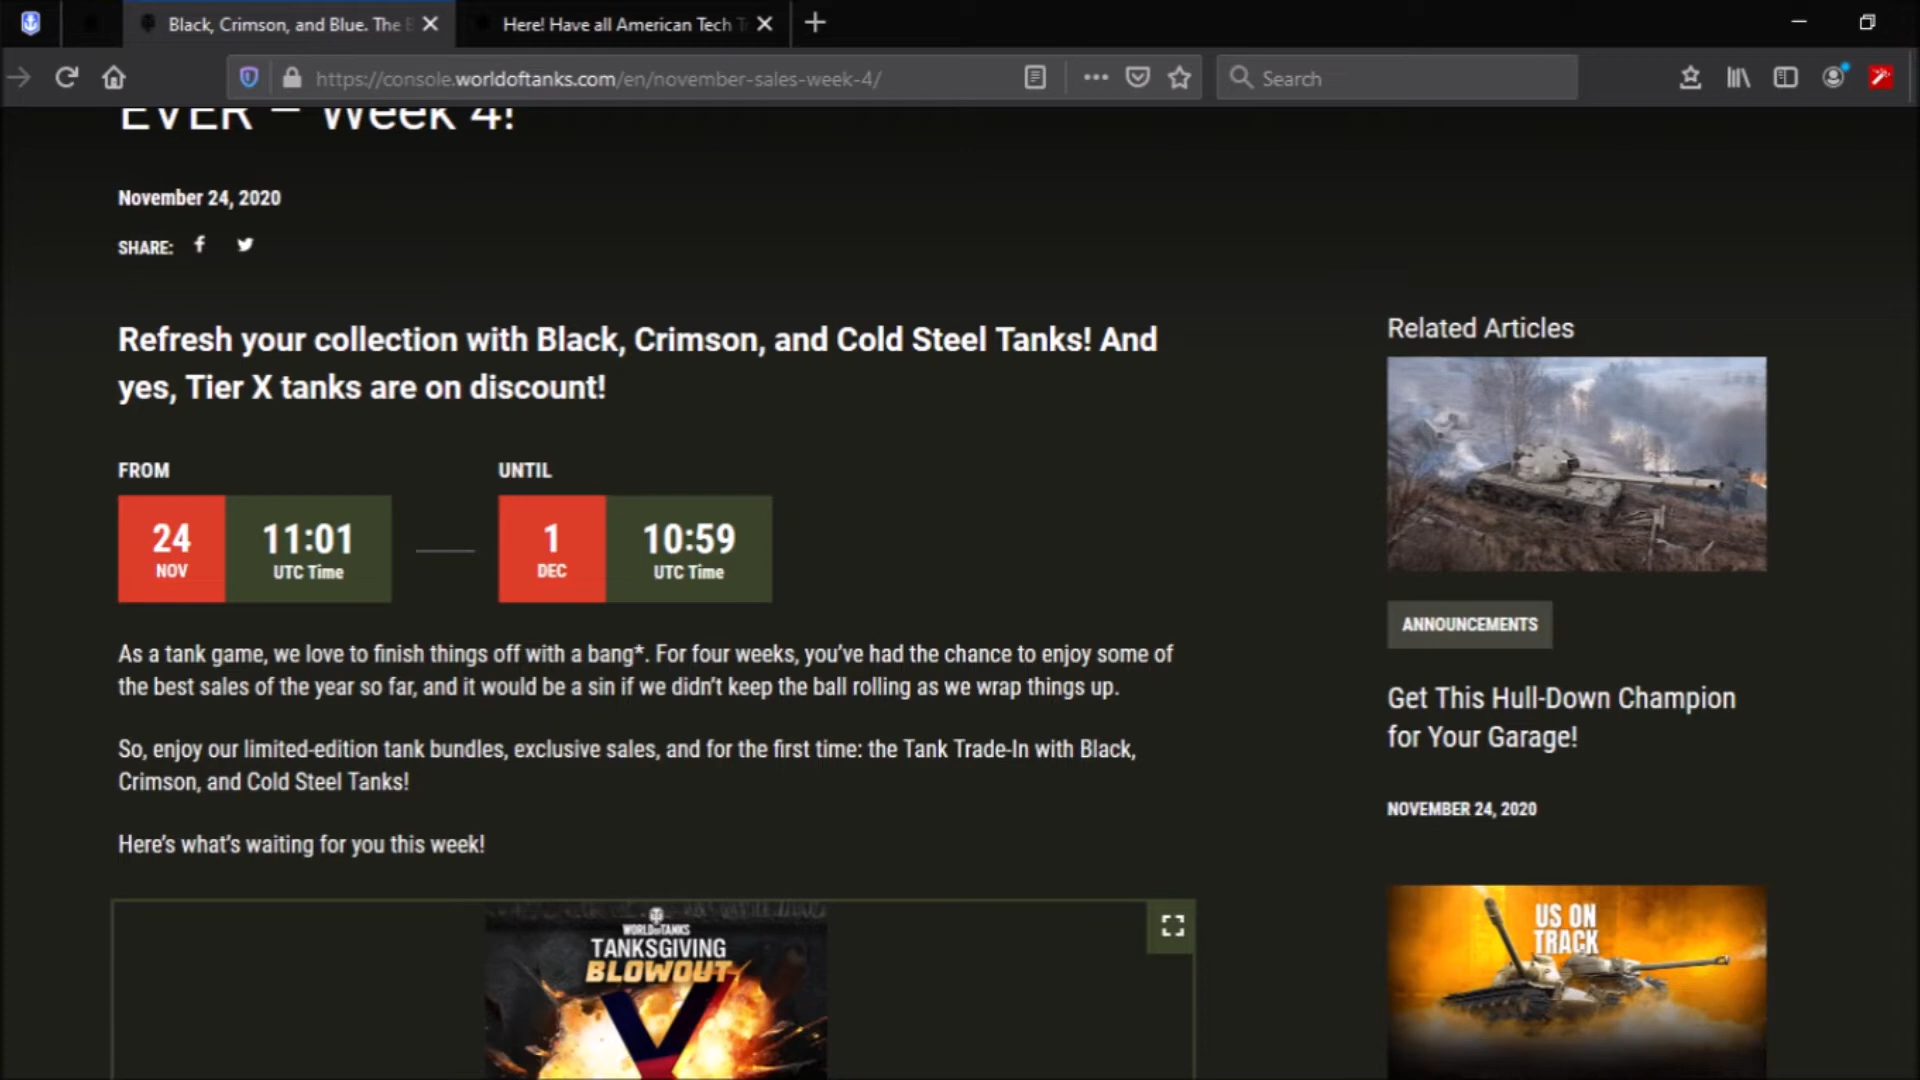 Black, Crimson, and Blue. The B
Here! Have all American Tech Tr
https://console.worldoftanks.com/en/november-sales-week-4/
Search
EVER – Week 4!
November 24, 2020
SHARE:
Refresh your collection with Black, Crimson, and Cold Steel Tanks! And
yes, Tier X tanks are on discount!
FROM
UNTIL
24
NOV
11:01
UTC Time
1
DEC
10:59
UTC Time
As a tank game, we love to finish things off with a bang*. For four weeks, you've had the chance to enjoy some of
the best sales of the year so far, and it would be a sin if we didn't keep the ball rolling as we wrap things up.
So, enjoy our limited-edition tank bundles, exclusive sales, and for the first time: the Tank Trade-In with Black,
Crimson, and Cold Steel Tanks!
Here's what's waiting for you this week!
WORLD OF TANKS
TANKSGIVING
BLOWOUT
Related Articles
ANNOUNCEMENTS
Get This Hull-Down Champion
for Your Garage!
NOVEMBER 24, 2020
US ON
TRACK